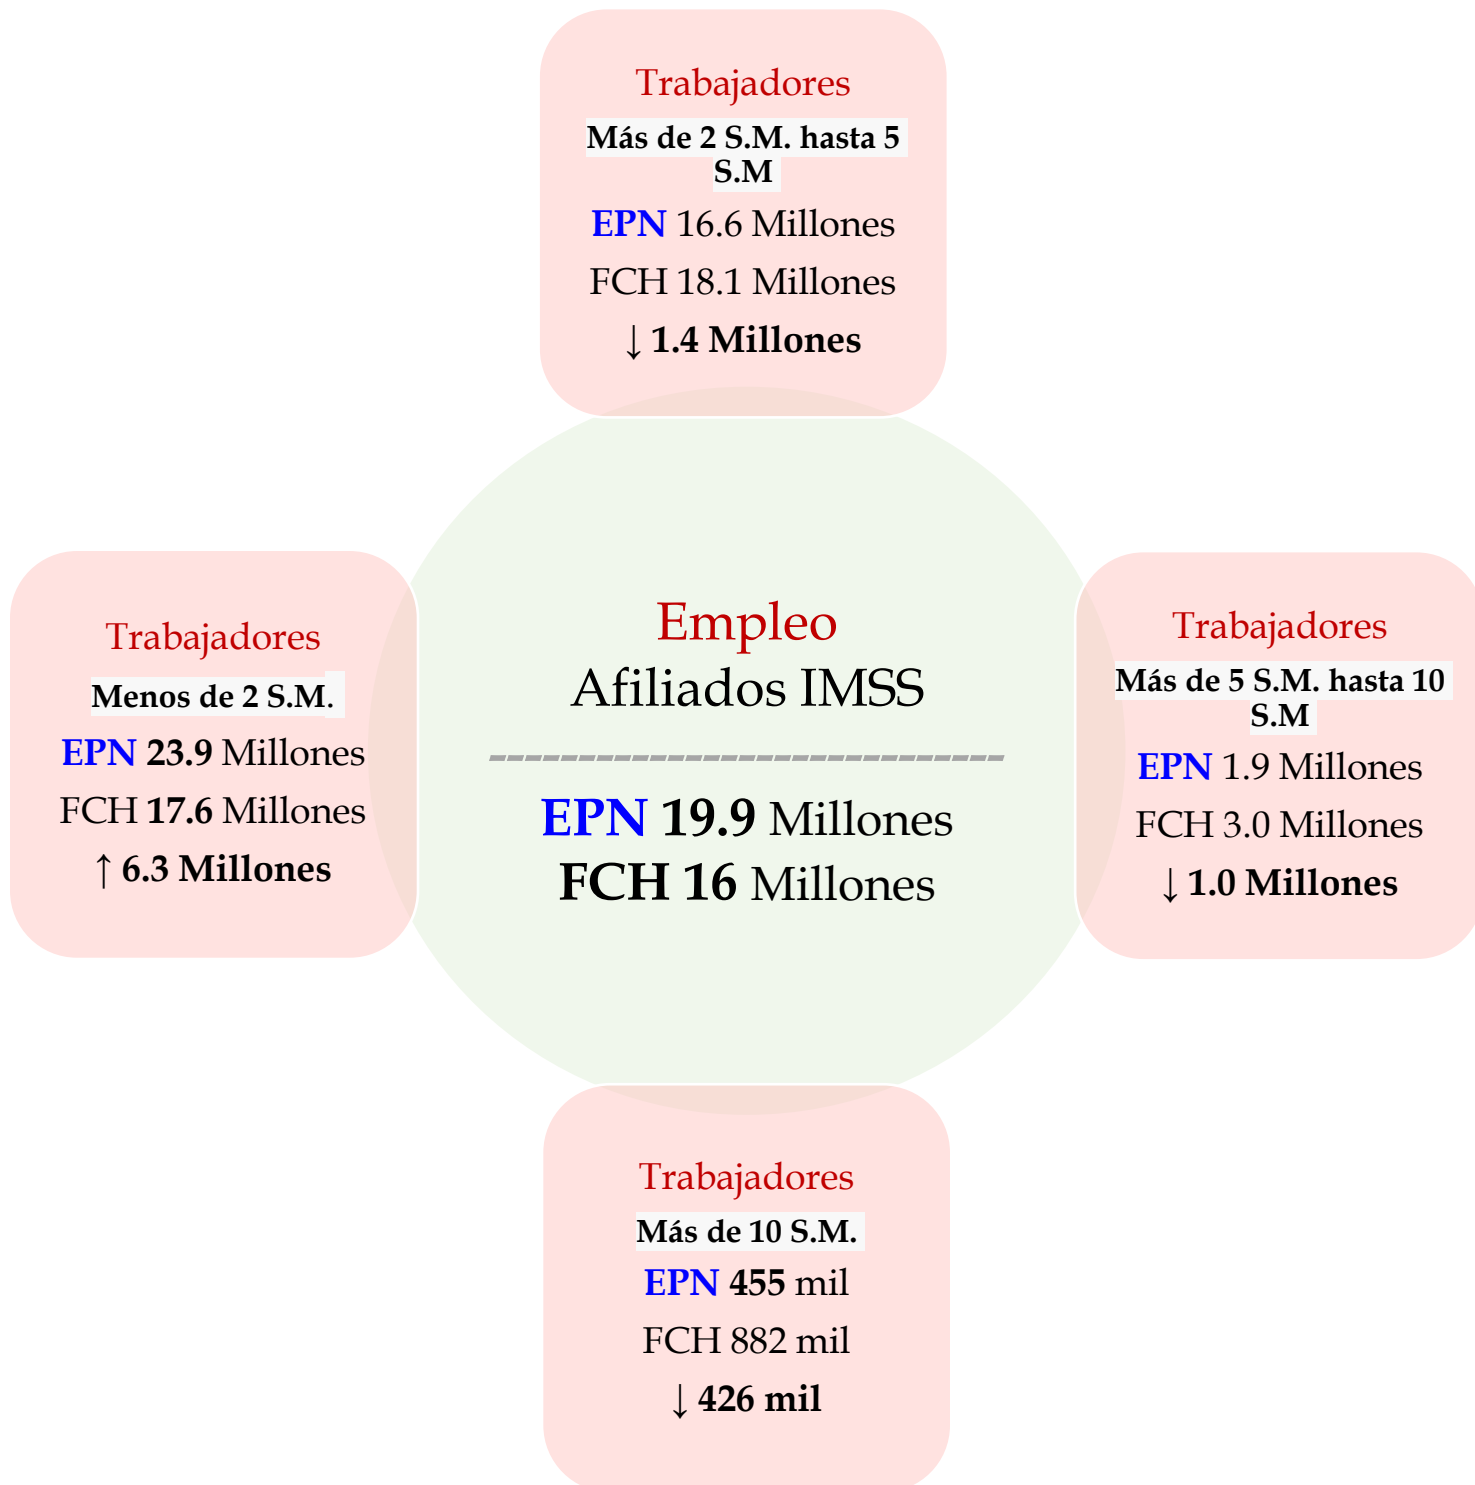 Trabajadores
Más de 2 S.M. hasta 5
S.M
EPN 16.6 Millones
FCH 18.1 Millones
↓ 1.4 Millones
Trabajadores
Menos de 2 S.M.
EPN 23.9 Millones
FCH 17.6 Millones
↑ 6.3 Millones
Empleo
Afiliados IMSS
-----------------------------
EPN 19.9 Millones
FCH 16 Millones
Trabajadores
Más de 5 S.M. hasta 10
S.M
EPN 1.9 Millones
FCH 3.0 Millones
↓ 1.0 Millones
Trabajadores
Más de 10 S.M.
EPN 455 mil
FCH 882 mil
↓ 426 mil